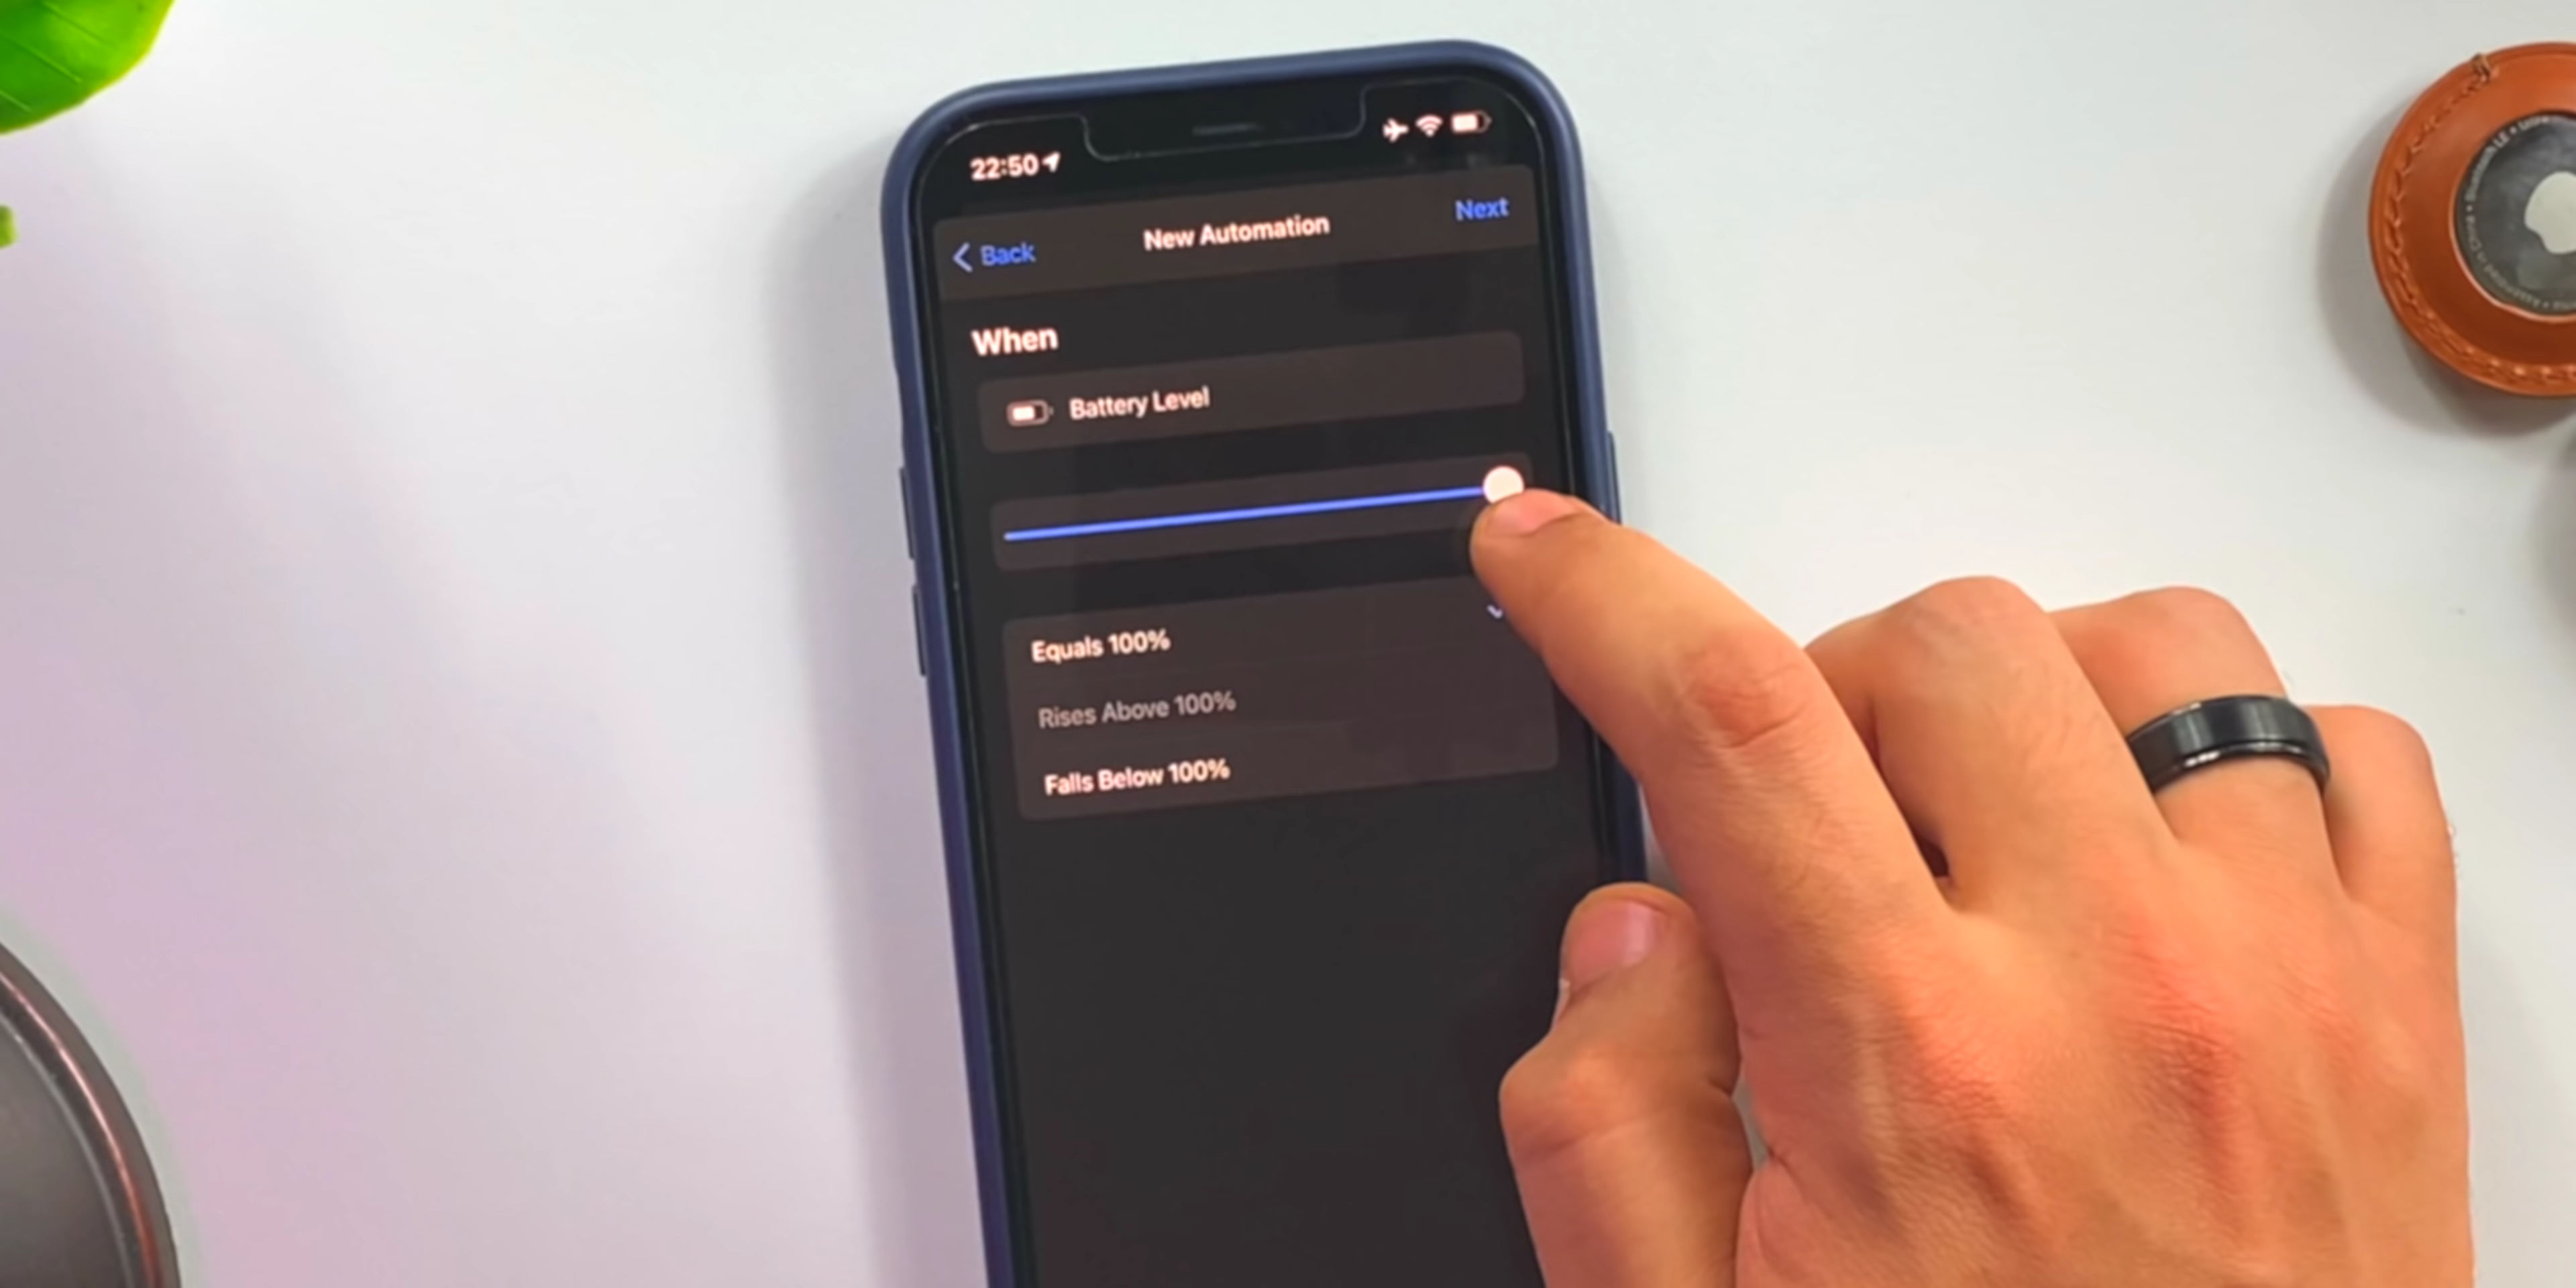 22:50
Back
New Automation
Next
When
Battery Level
Equals 100%
Rises Above 100%
Falls Below 100%